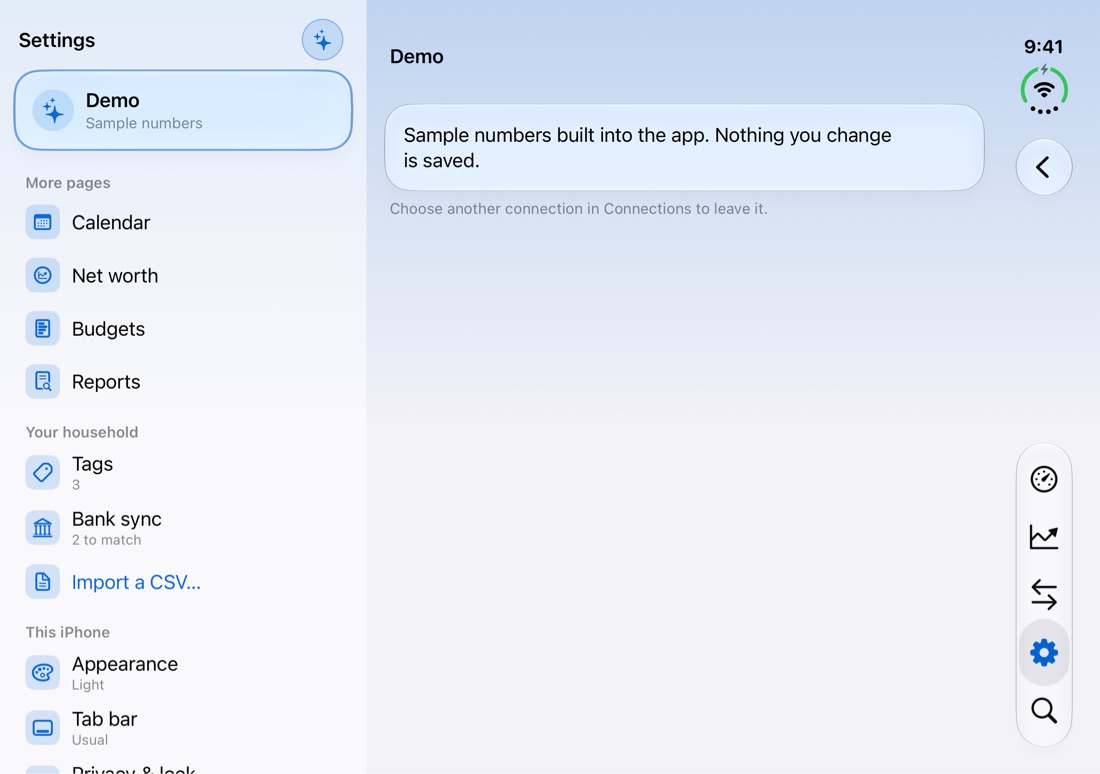 Settings
Demo
Sample numbers
More pages
Calendar
Net worth
Budgets
Reports
Your household
Tags
3
Bank sync
2 to match
Import a CSV...
This iPhone
Appearance
Light
Tab bar
Usual
Privacy & lock
Demo
Sample numbers built into the app. Nothing you change
is saved.
Choose another connection in Connections to leave it.
9:41